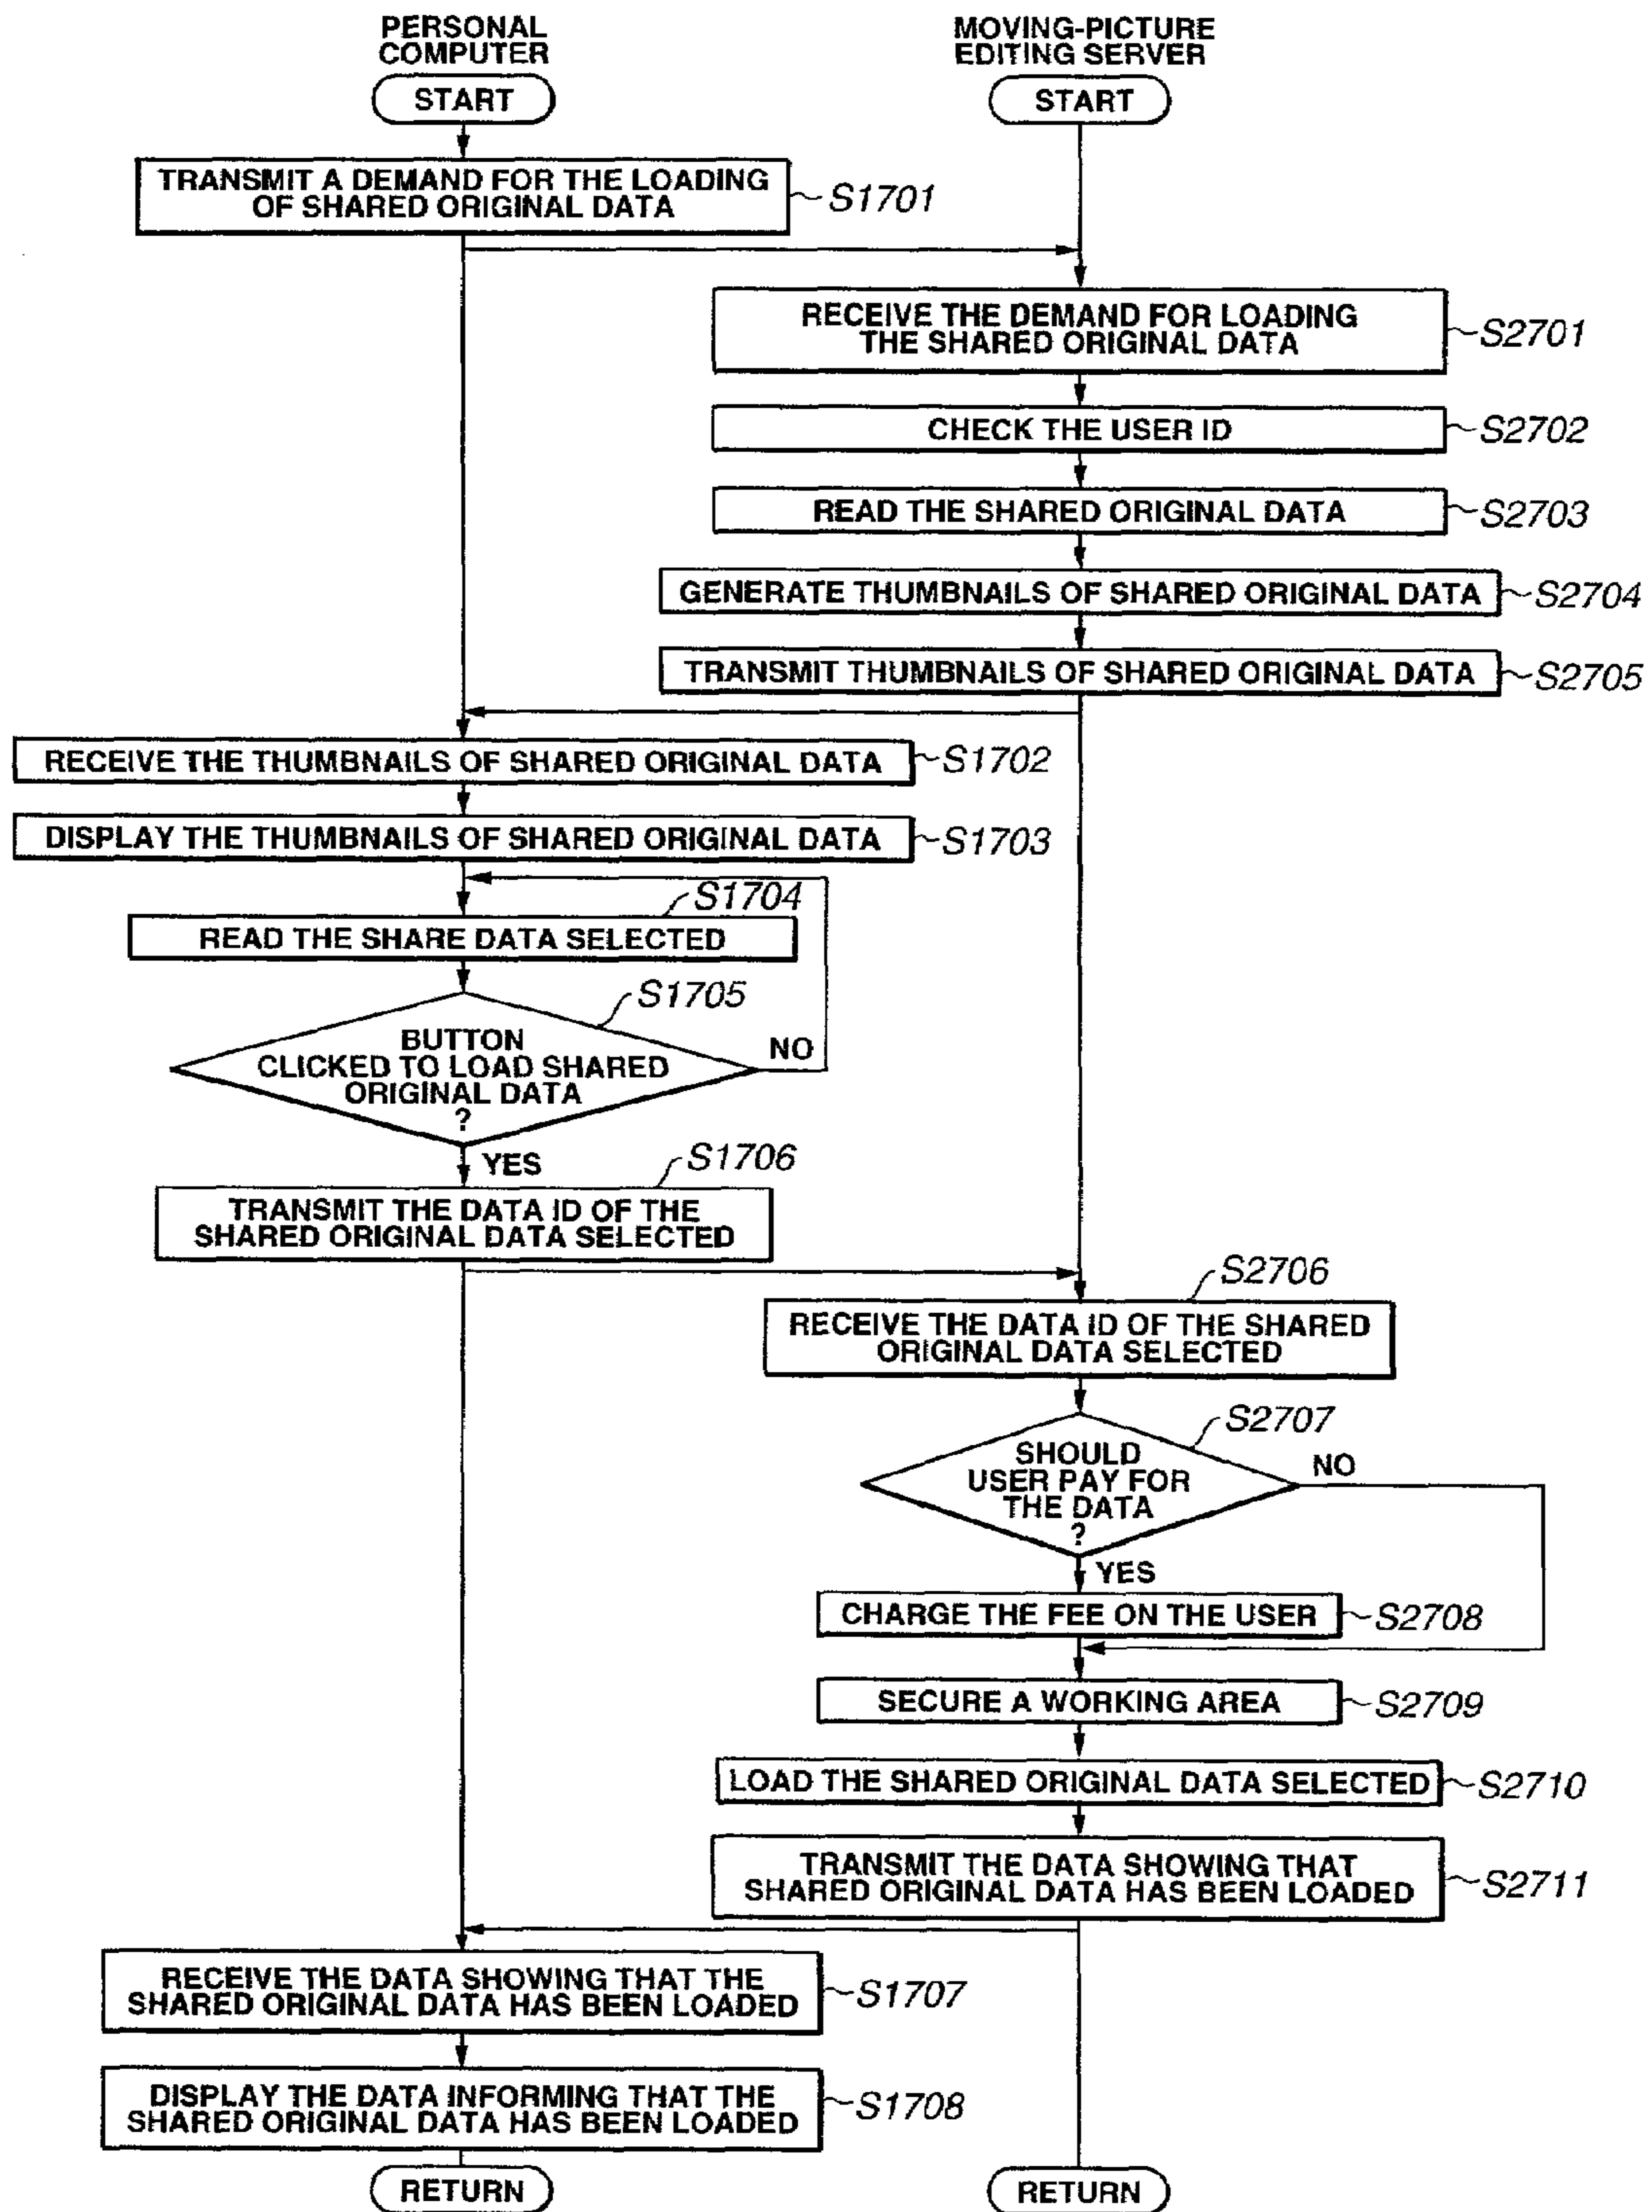 PERSONAL
COMPUTER
MOVING-PICTURE
EDITING SERVER
START
START
TRANSMIT A DEMAND FOR THE LOADING
OF SHARED ORIGINAL DATA
S1701
RECEIVE THE DEMAND FOR LOADING
THE SHARED ORIGINAL DATA
S2701
CHECK THE USER ID
S2702
READ THE SHARED ORIGINAL DATA
S2703
GENERATE THUMBNAILS OF SHARED ORIGINAL DATA
S2704
TRANSMIT THUMBNAILS OF SHARED ORIGINAL DATA
S2705
RECEIVE THE THUMBNAILS OF SHARED ORIGINAL DATA
S1702
DISPLAY THE THUMBNAILS OF SHARED ORIGINAL DATA
S1703
S1704
READ THE SHARE DATA SELECTED
S1705
BUTTON
CLICKED TO LOAD SHARED
ORIGINAL DATA
?
NO
YES
S1706
TRANSMIT THE DATA ID OF THE
SHARED ORIGINAL DATA SELECTED
S2706
RECEIVE THE DATA ID OF THE SHARED
ORIGINAL DATA SELECTED
S2707
SHOULD
USER PAY FOR
THE DATA
?
NO
YES
CHARGE THE FEE ON THE USER
S2708
SECURE A WORKING AREA
S2709
LOAD THE SHARED ORIGINAL DATA SELECTED
S2710
TRANSMIT THE DATA SHOWING THAT
SHARED ORIGINAL DATA HAS BEEN LOADED
S2711
RECEIVE THE DATA SHOWING THAT THE
SHARED ORIGINAL DATA HAS BEEN LOADED
S1707
DISPLAY THE DATA INFORMING THAT THE
SHARED ORIGINAL DATA HAS BEEN LOADED
S1708
RETURN
RETURN